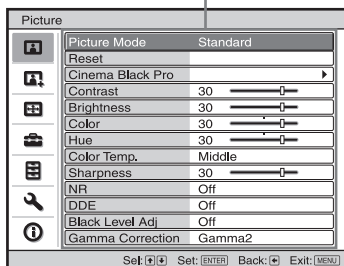 Picture
Picture Mode Standard
Reset
Cinema Black Pro
Contrast 30
Brightness 30
Color 30
Hue 30
Color Temp. Middle
Sharpness 30
NR Off
DDE Off
Black Level Adj Off
Gamma Correction Gamma2
Sel: Set: ENTER Back: Exit: MENU